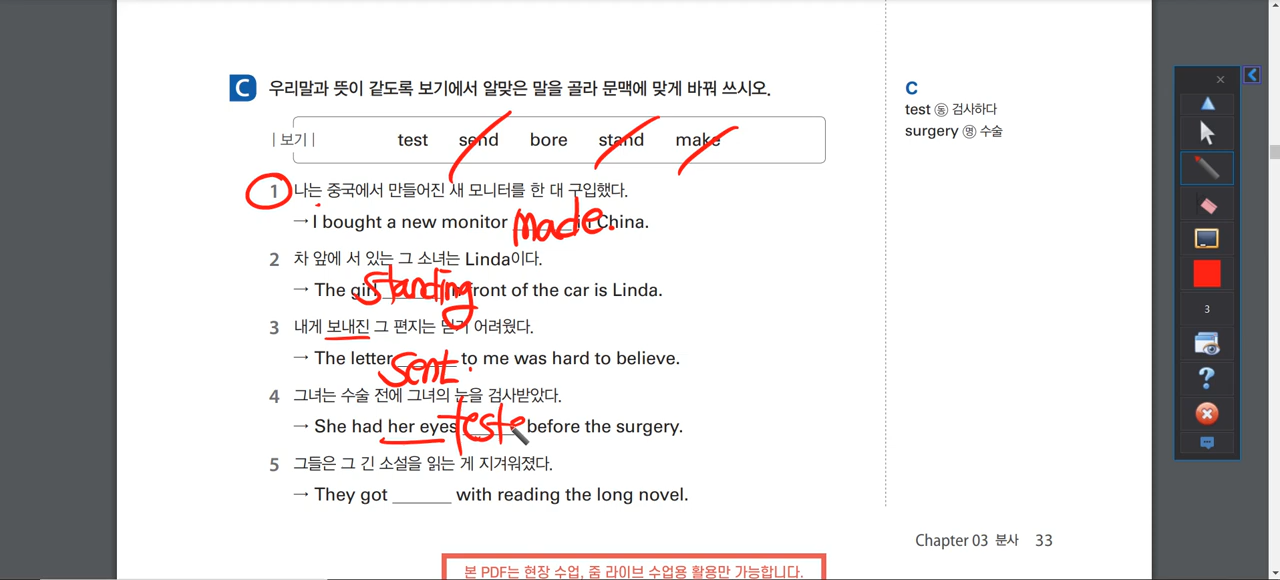 C 우리말과 뜻이 같도록 보기에서 알맞은 말을 골라 문맥에 맞게 바꿔 쓰시오.
| 보기 | test send bore stand make
1 나는 중국에서 만들어진 새 모니터를 한 대 구입했다.
→ I bought a new monitor made. in China.
2 차 앞에 서 있는 그 소녀는 Linda이다.
→ The girl standing in front of the car is Linda.
3 내게 보내진 그 편지는 믿기 어려웠다.
→ The letter sent. to me was hard to believe.
4 그녀는 수술 전에 그녀의 눈을 검사받았다.
→ She had her eyes teste before the surgery.
5 그들은 그 긴 소설을 읽는 게 지겨워졌다.
→ They got ______ with reading the long novel.
C
test 동 검사하다
surgery 명 수술
Chapter 03 분사 33
본 PDF는 현장 수업, 줌 라이브 수업용 활용만 가능합니다.
3